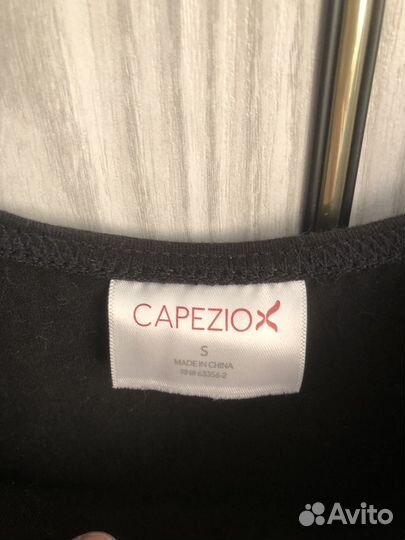 CAPEZIO
S
MADE IN CHINA
RN# 63356-2
Avito